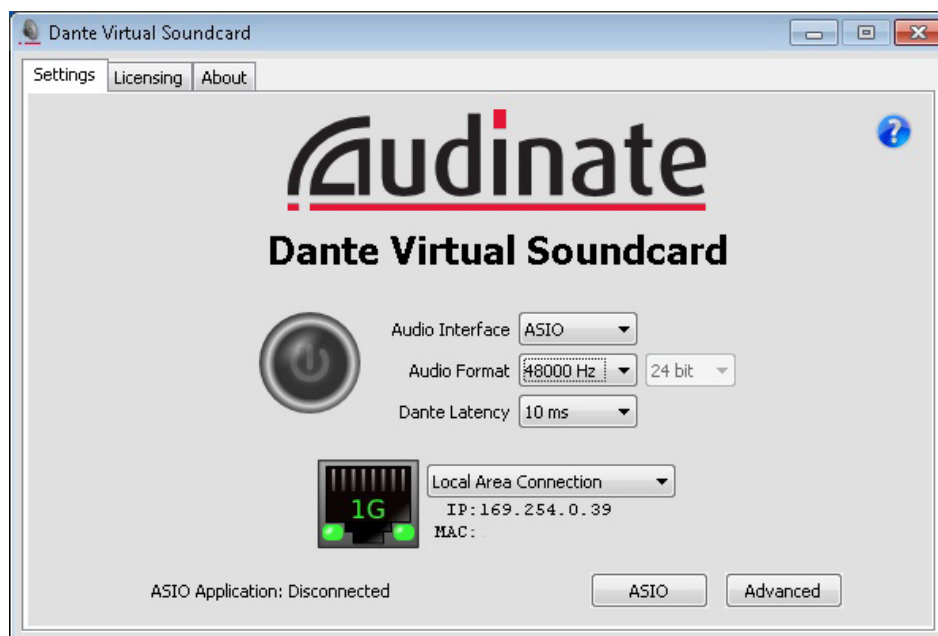 Dante Virtual Soundcard
Settings Licensing About
?
Audinate
Dante Virtual Soundcard
Audio Interface ASIO
Audio Format 48000 Hz 24 bit
Dante Latency 10 ms
Local Area Connection
1G
IP:169.254.0.39
MAC:
ASIO Application: Disconnected ASIO Advanced